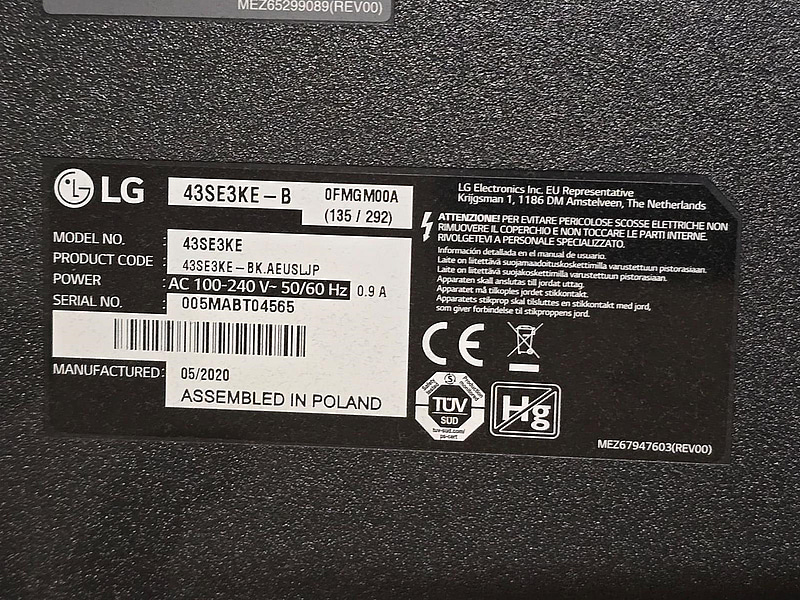 MEZ65299089(REV00)
LG
43SE3KE-B
0FMGM00A
(135 / 292)
MODEL NO. : 43SE3KE
PRODUCT CODE : 43SE3KE-BK.AEUSLJP
POWER : AC 100-240 V~ 50/60 Hz 0.9 A
SERIAL NO. : 005MABT04565
MANUFACTURED : 05/2020
ASSEMBLED IN POLAND
LG Electronics Inc. EU Representative
Krijgsman 1, 1186 DM Amstelveen, The Netherlands
ATTENZIONE! PER EVITARE PERICOLOSE SCOSSE ELETTRICHE NON
RIMUOVERE IL COPERCHIO E NON TOCCARE LE PARTI INTERNE.
RIVOLGETEVI A PERSONALE SPECIALIZZATO.
Información detallada en el manual de usuario.
Laite on liitettävä suojamaadoituskoskettimilla varustettuun pistorasiaan.
Laite on liitettävä suojakoskettimilla varustettuun pistorasiaan.
Apparaten skall anslutas till jordat uttag.
Apparatet må tilkoples jordet stikkontakt.
Apparatets stikprop skal tilsluttes en stikkontakt med jord,
som giver forbindelse til stikproppens jord.
CE
TÜV
SÜD
tuv-sud.com/
ps-cert
Hg
MEZ67947603(REV00)